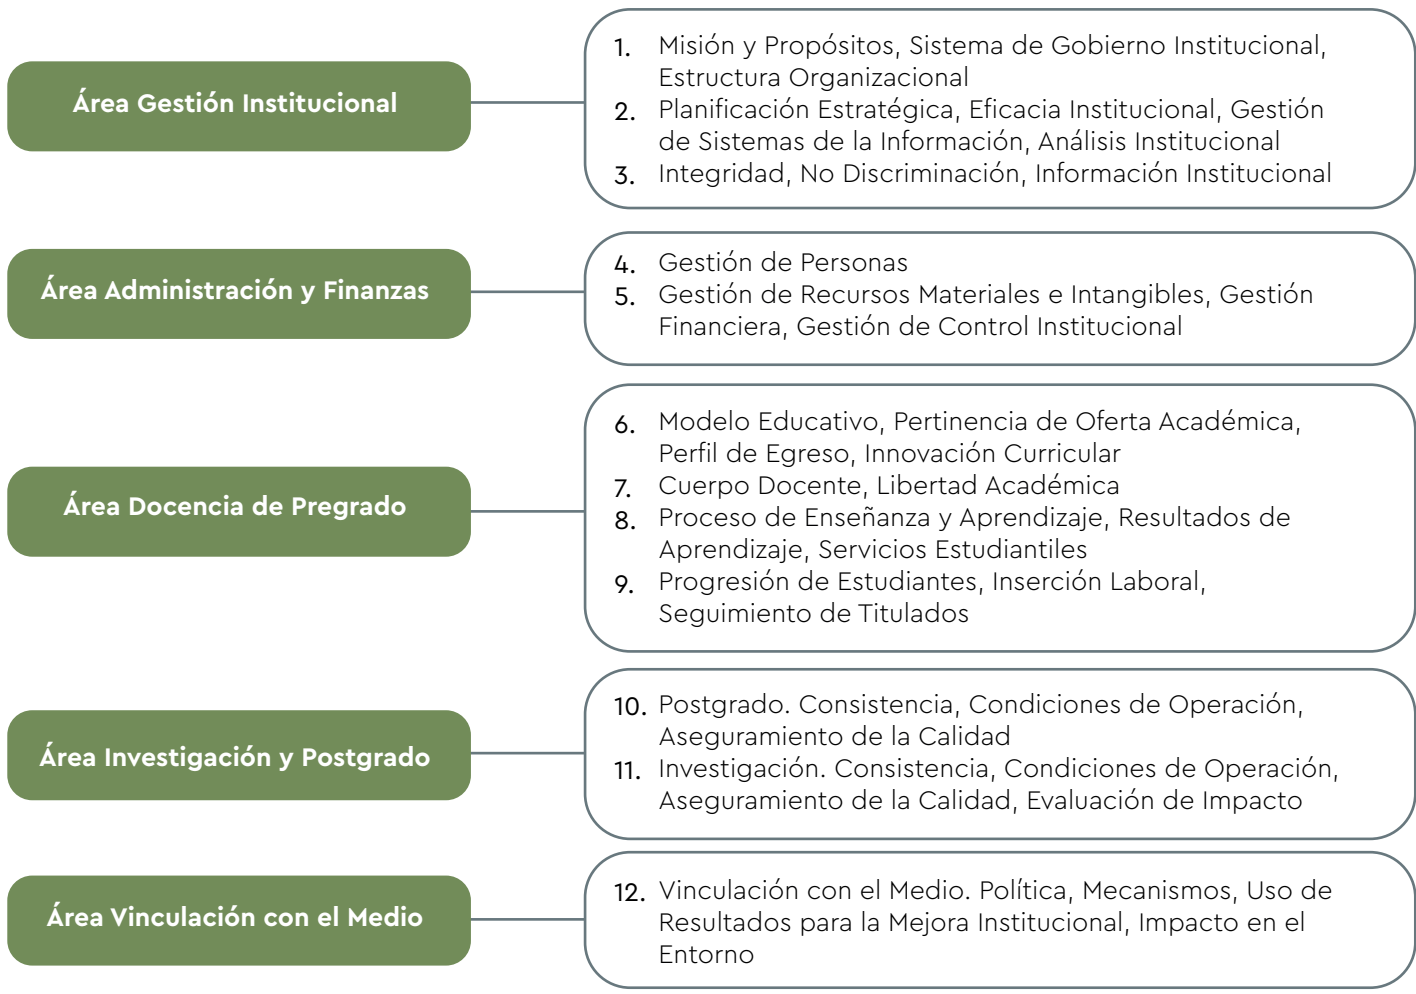 Área Gestión Institucional
1. Misión y Propósitos, Sistema de Gobierno Institucional,
Estructura Organizacional
2. Planificación Estratégica, Eficacia Institucional, Gestión
de Sistemas de la Información, Análisis Institucional
3. Integridad, No Discriminación, Información Institucional
Área Administración y Finanzas
4. Gestión de Personas
5. Gestión de Recursos Materiales e Intangibles, Gestión
Financiera, Gestión de Control Institucional
Área Docencia de Pregrado
6. Modelo Educativo, Pertinencia de Oferta Académica,
Perfil de Egreso, Innovación Curricular
7. Cuerpo Docente, Libertad Académica
8. Proceso de Enseñanza y Aprendizaje, Resultados de
Aprendizaje, Servicios Estudiantiles
9. Progresión de Estudiantes, Inserción Laboral,
Seguimiento de Titulados
Área Investigación y Postgrado
10. Postgrado. Consistencia, Condiciones de Operación,
Aseguramiento de la Calidad
11. Investigación. Consistencia, Condiciones de Operación,
Aseguramiento de la Calidad, Evaluación de Impacto
Área Vinculación con el Medio
12. Vinculación con el Medio. Política, Mecanismos, Uso de
Resultados para la Mejora Institucional, Impacto en el
Entorno